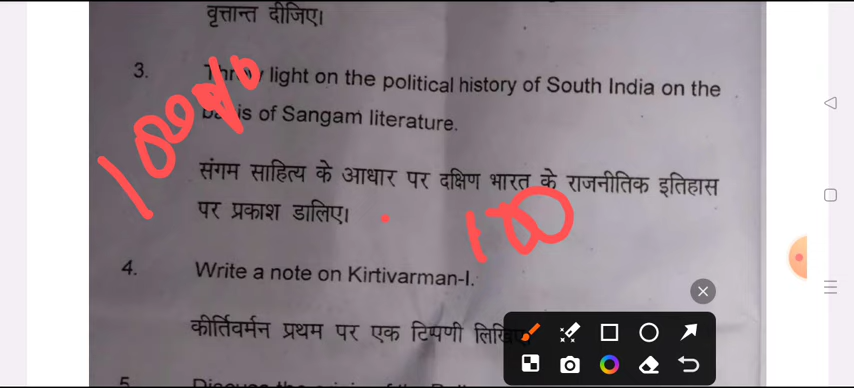 वृत्तान्त दीजिए।
3. light on the political history of South India on the
of Sangam literature.
संगम साहित्य के आधार पर दक्षिण भारत के राजनीतिक इतिहास
पर प्रकाश डालिए।
100%
100
4. Write a note on Kirtivarman-I.
कीर्तिवर्मन प्रथम पर एक टिप्पणी
5.